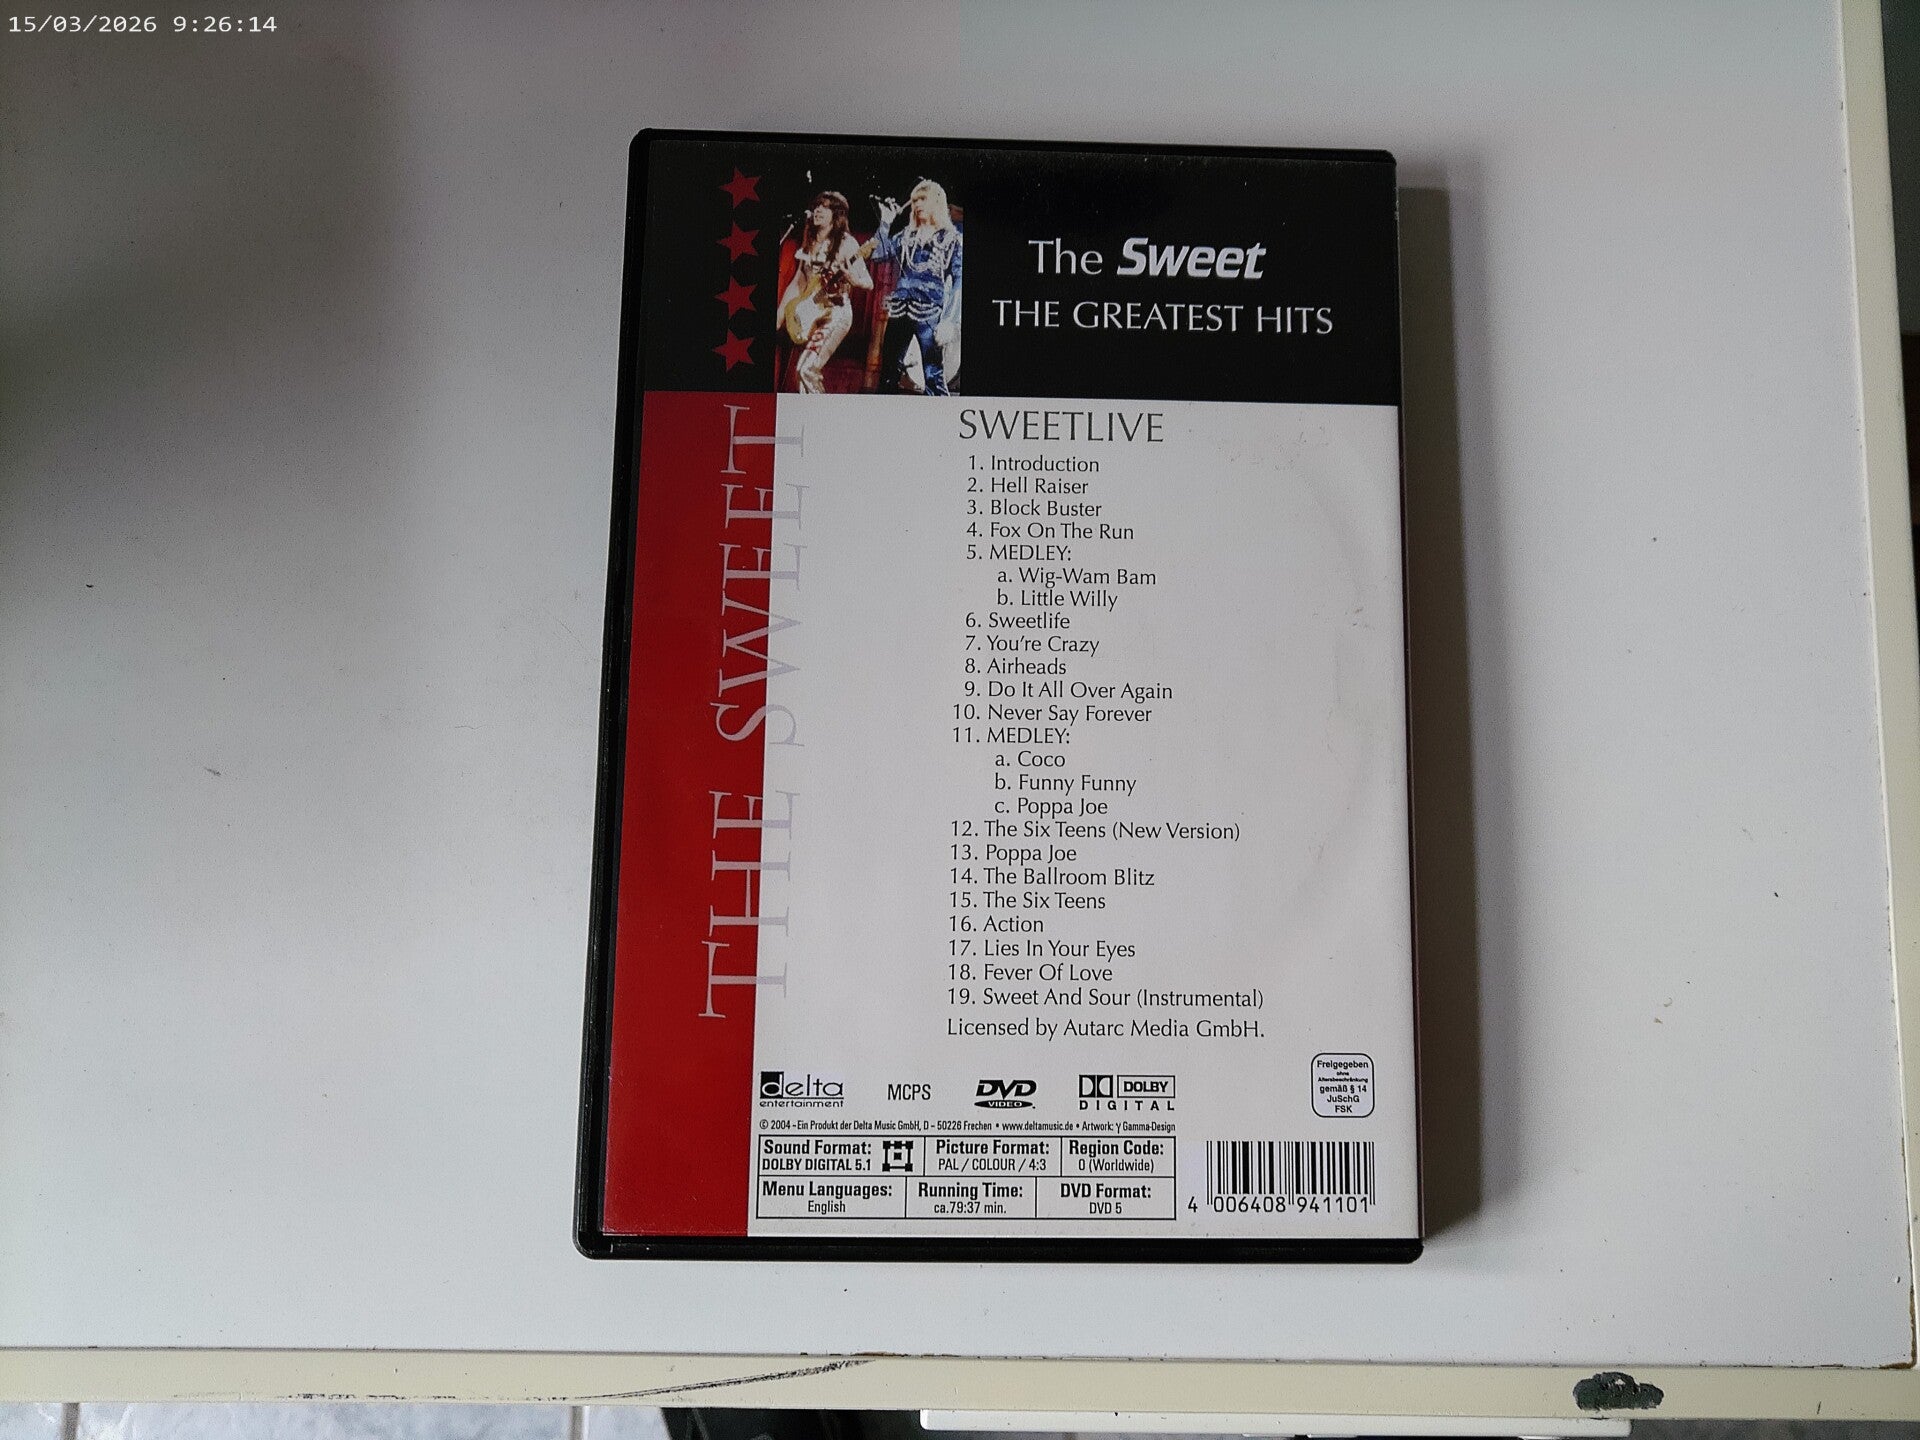 15/03/2026 9:26:14
The Sweet
THE GREATEST HITS
THE SWEET
SWEETLIVE
1. Introduction
2. Hell Raiser
3. Block Buster
4. Fox On The Run
5. MEDLEY:
a. Wig-Wam Bam
b. Little Willy
6. Sweetlife
7. You're Crazy
8. Airheads
9. Do It All Over Again
10. Never Say Forever
11. MEDLEY:
a. Coco
b. Funny Funny
c. Poppa Joe
12. The Six Teens (New Version)
13. Poppa Joe
14. The Ballroom Blitz
15. The Six Teens
16. Action
17. Lies In Your Eyes
18. Fever Of Love
19. Sweet And Sour (Instrumental)
Licensed by Autarc Media GmbH.
delta
entertainment
MCPS
DVD
VIDEO
DOLBY
DIGITAL
Freigegeben
ohne
Altersbeschränkung
gemäß § 14
JuSchG
FSK
© 2004 - Ein Produkt der Delta Music GmbH, D - 50226 Frechen • www.deltamusic.de • Artwork: γ Gamma-Design
Sound Format:
DOLBY DIGITAL 5.1
Picture Format:
PAL / COLOUR / 4:3
Region Code:
0 (Worldwide)
Menu Languages:
English
Running Time:
ca.79:37 min.
DVD Format:
DVD 5
4 006408 941101